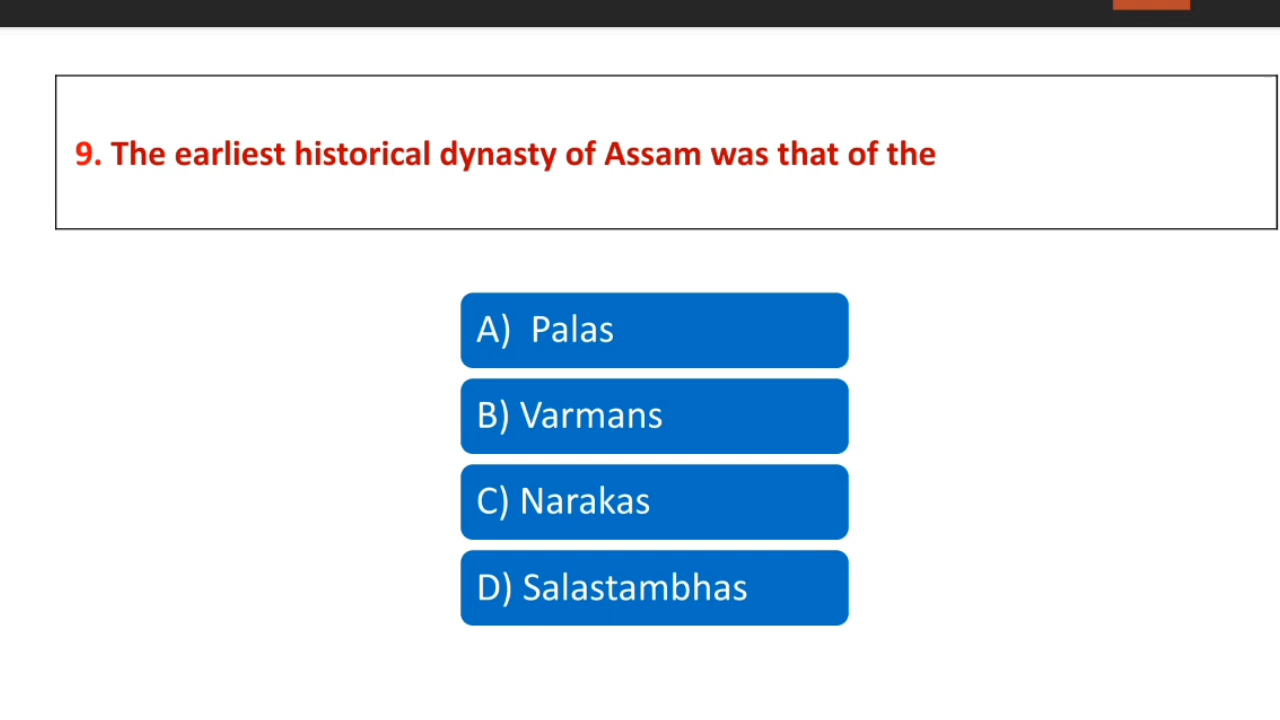 9. The earliest historical dynasty of Assam was that of the
A) Palas
B) Varmans
C) Narakas
D) Salastambhas